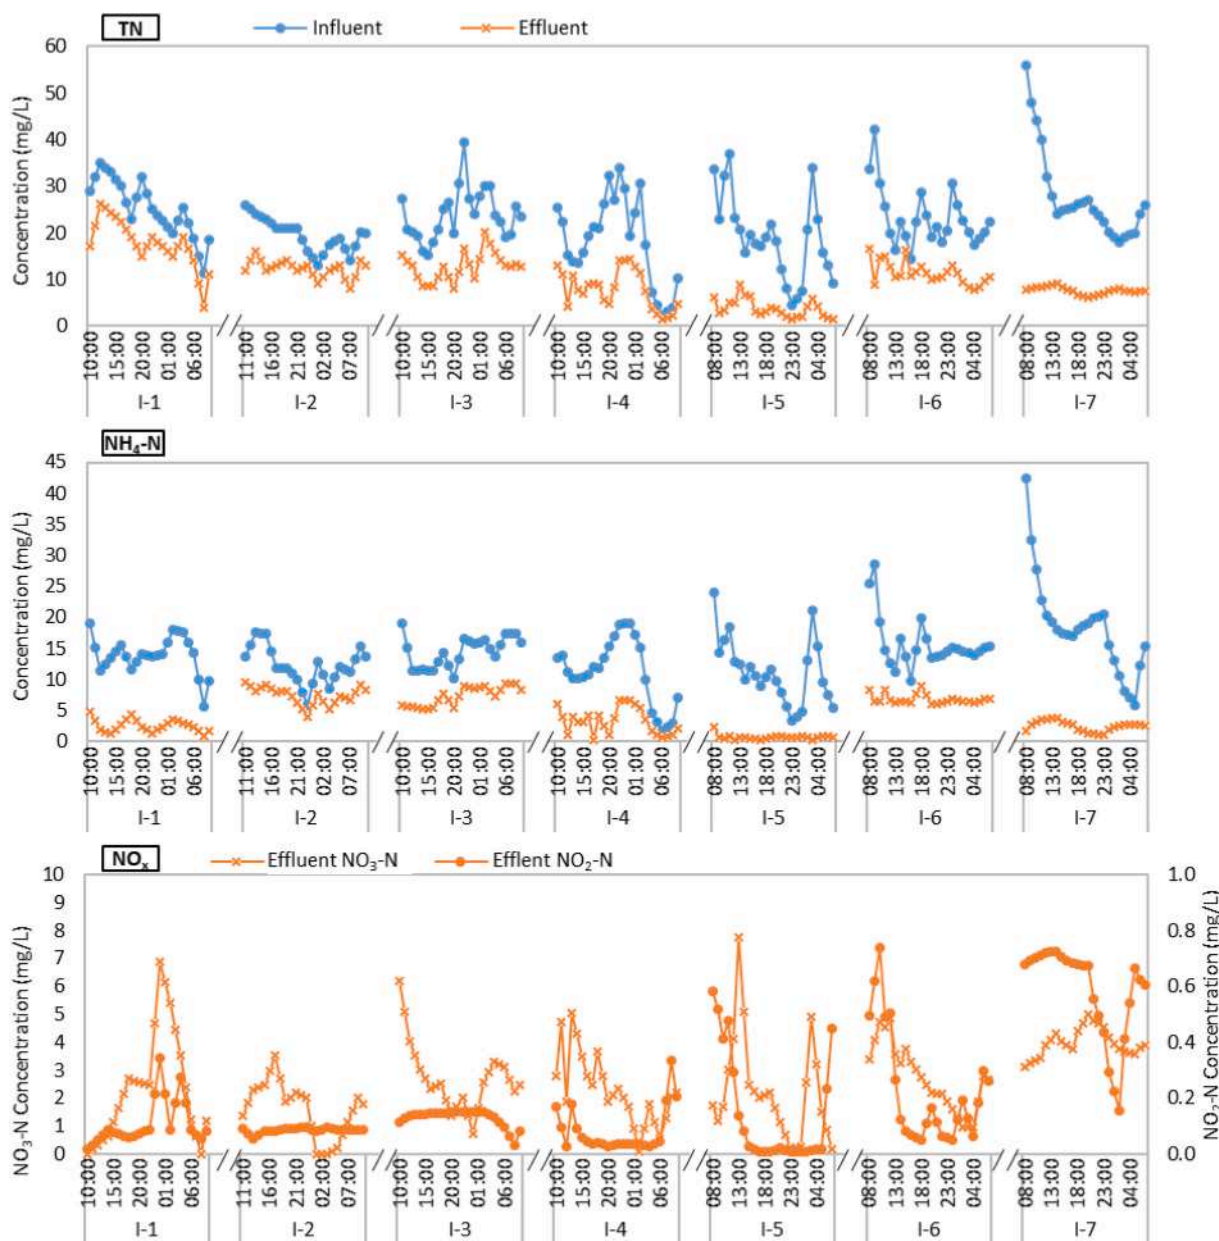 TN
Influent
Effluent
Concentration (mg/L)
60
50
40
30
20
10
0
10:00 15:00 20:00 01:00 06:00 11:00 16:00 21:00 02:00 07:00 10:00 15:00 20:00 01:00 06:00 10:00 15:00 20:00 01:00 06:00 08:00 13:00 18:00 23:00 04:00 08:00 13:00 18:00 23:00 04:00 08:00 13:00 18:00 23:00 04:00
I-1 I-2 I-3 I-4 I-5 I-6 I-7
NH₄-N
Concentration (mg/L)
45
40
35
30
25
20
15
10
5
0
10:00 15:00 20:00 01:00 06:00 11:00 16:00 21:00 02:00 07:00 10:00 15:00 20:00 01:00 06:00 10:00 15:00 20:00 01:00 06:00 08:00 13:00 18:00 23:00 04:00 08:00 13:00 18:00 23:00 04:00 08:00 13:00 18:00 23:00 04:00
I-1 I-2 I-3 I-4 I-5 I-6 I-7
NOₓ
Effluent NO₃-N
Efflent NO₂-N
NO₃-N Concentration (mg/L)
10
9
8
7
6
5
4
3
2
1
0
1.0
0.8
0.6
0.4
0.2
0.0
NO₂-N Concentration (mg/L)
10:00 15:00 20:00 01:00 06:00 11:00 16:00 21:00 02:00 07:00 10:00 15:00 20:00 01:00 06:00 10:00 15:00 20:00 01:00 06:00 08:00 13:00 18:00 23:00 04:00 08:00 13:00 18:00 23:00 04:00 08:00 13:00 18:00 23:00 04:00
I-1 I-2 I-3 I-4 I-5 I-6 I-7